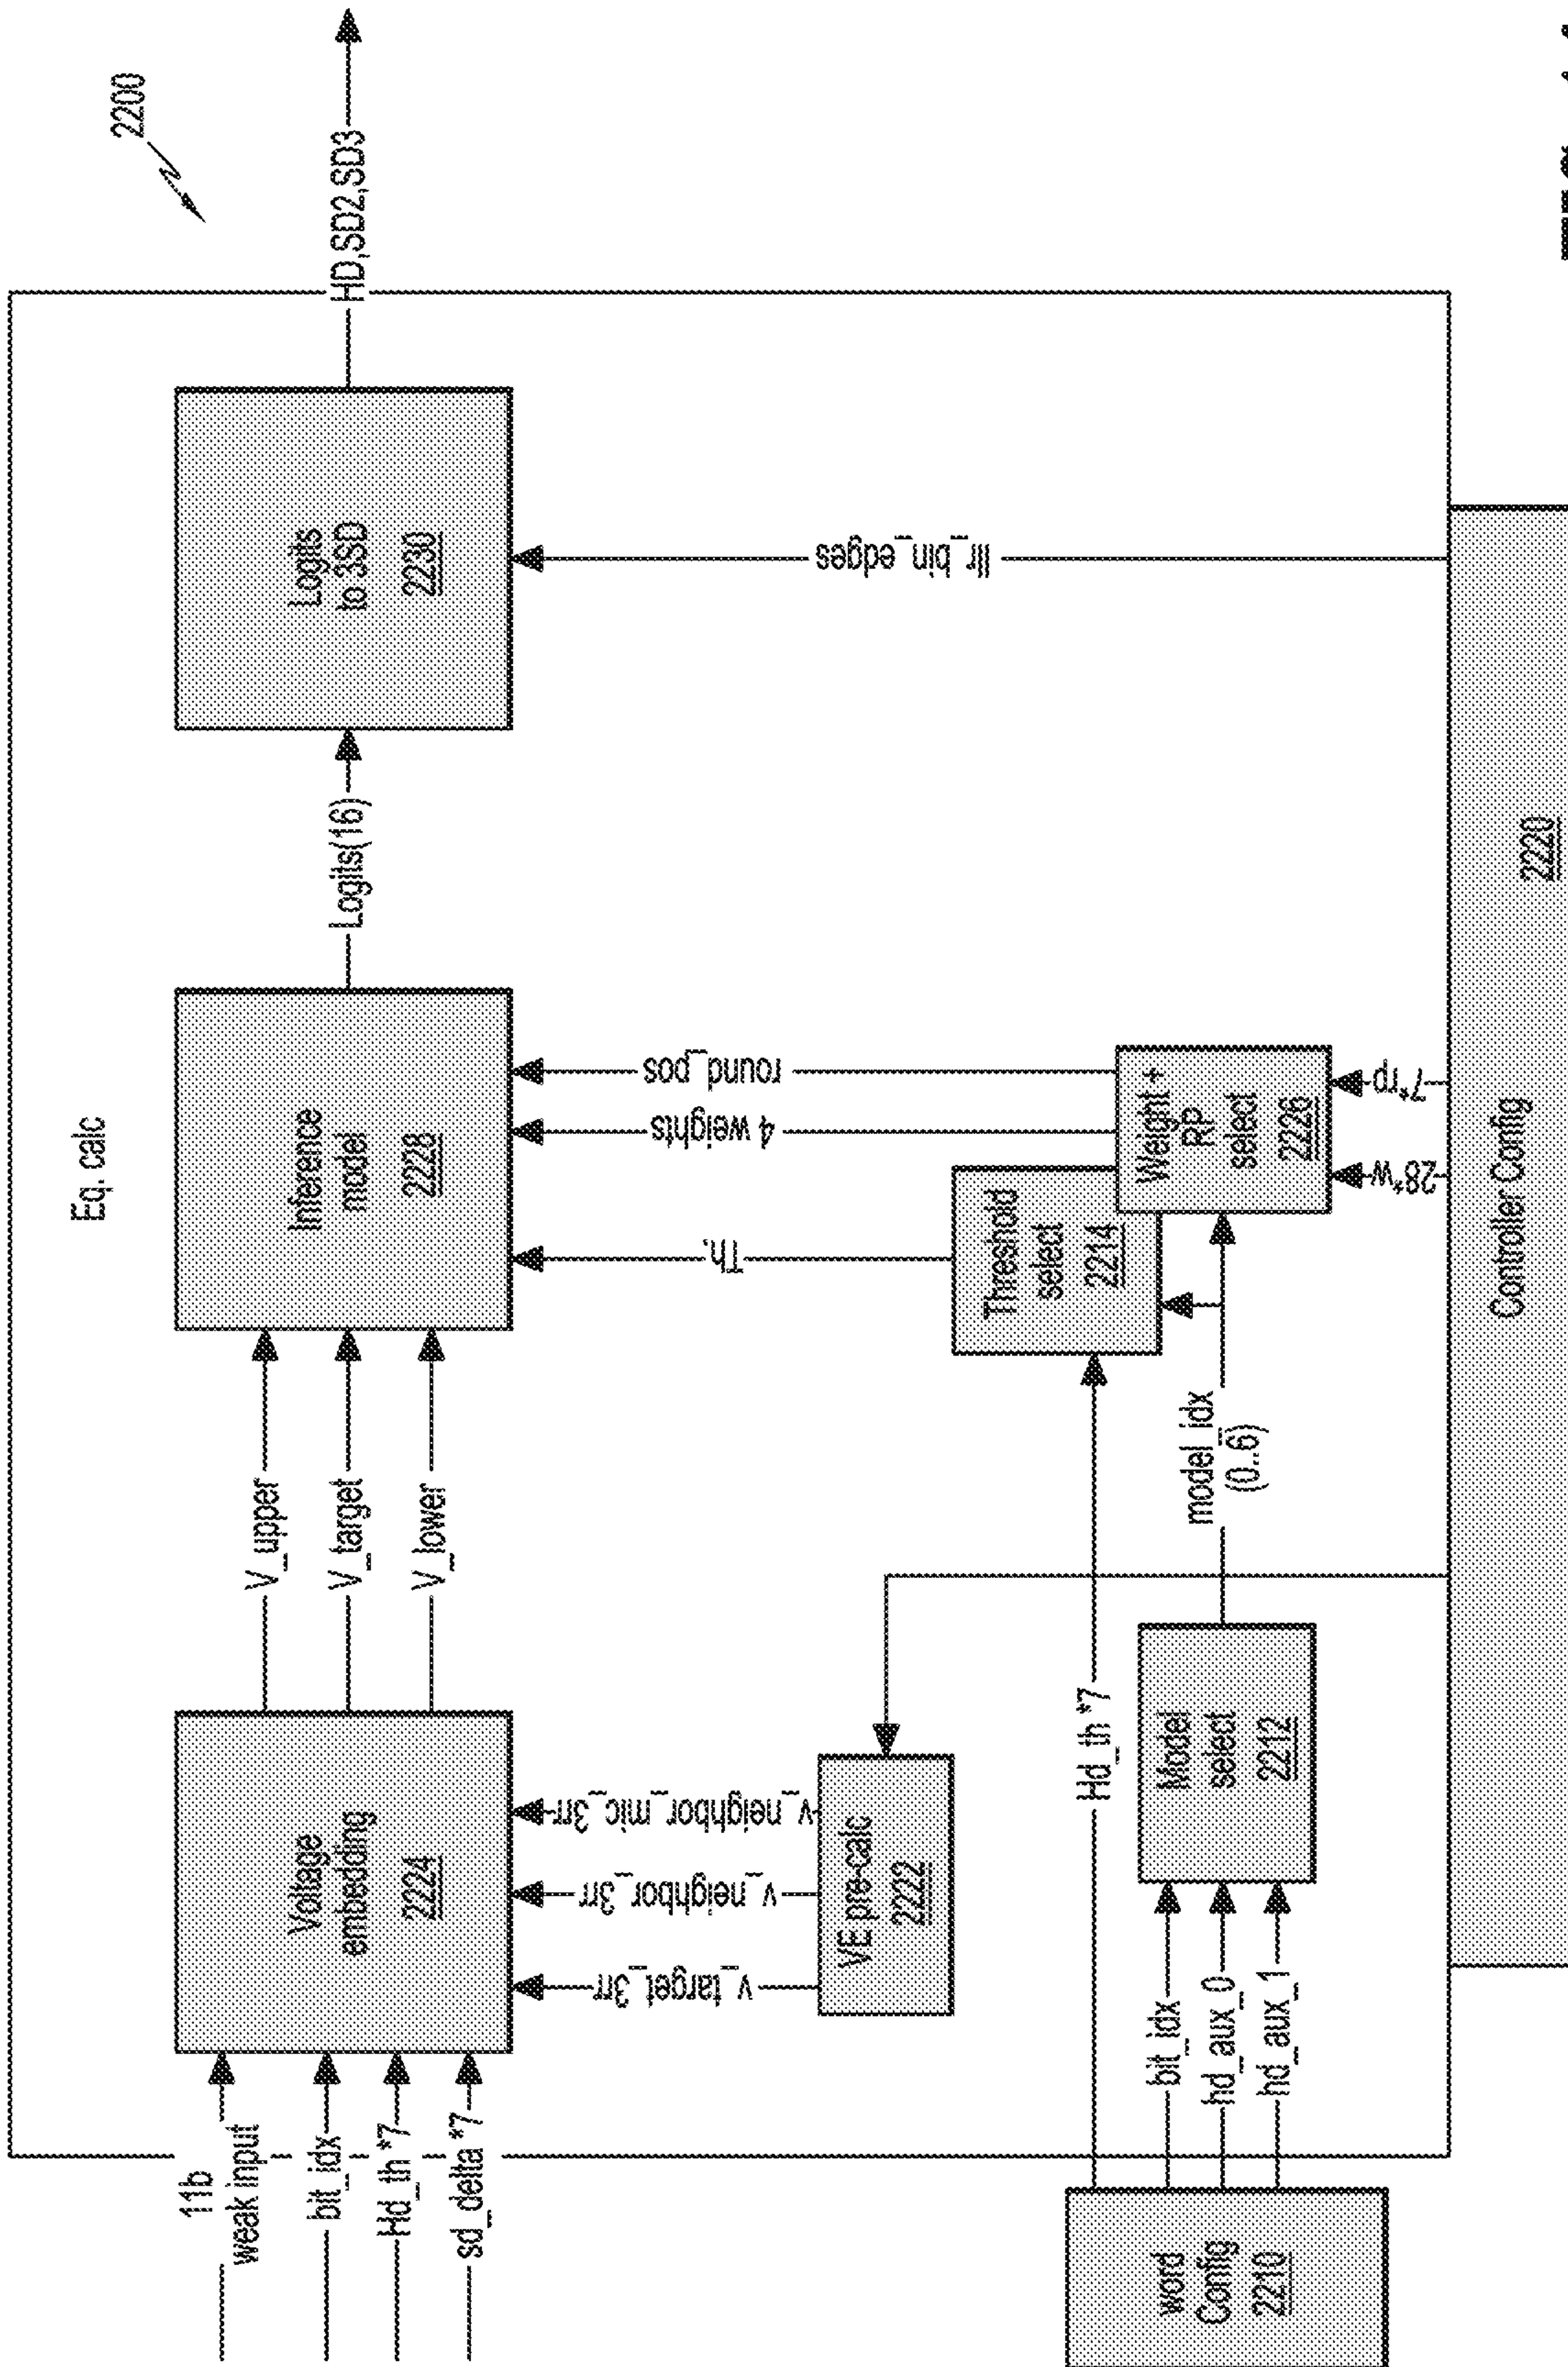 2200
Eq. calc
11b
weak input
bit_idx
Hd_th *7
sd_delta *7
Voltage
embedding
2224
V_upper
V_target
V_lower
Inference
model
2228
Logits(16)
Logits
to 3SD
2230
HD,SD2,SD3
v_target_3rr
v_neighbor_3rr
v_neighbor_mic_3rr
VE pre-calc
2222
Th.
4 weights
round_pos
llr_bin_edges
word
Config
2210
Hd_th *7
bit_idx
hd_aux_0
hd_aux_1
Model
select
2212
model_idx
(0..6)
Threshold
select
2214
Weight +
RP
select
2226
28*w
7*rp
Controller Config
2220